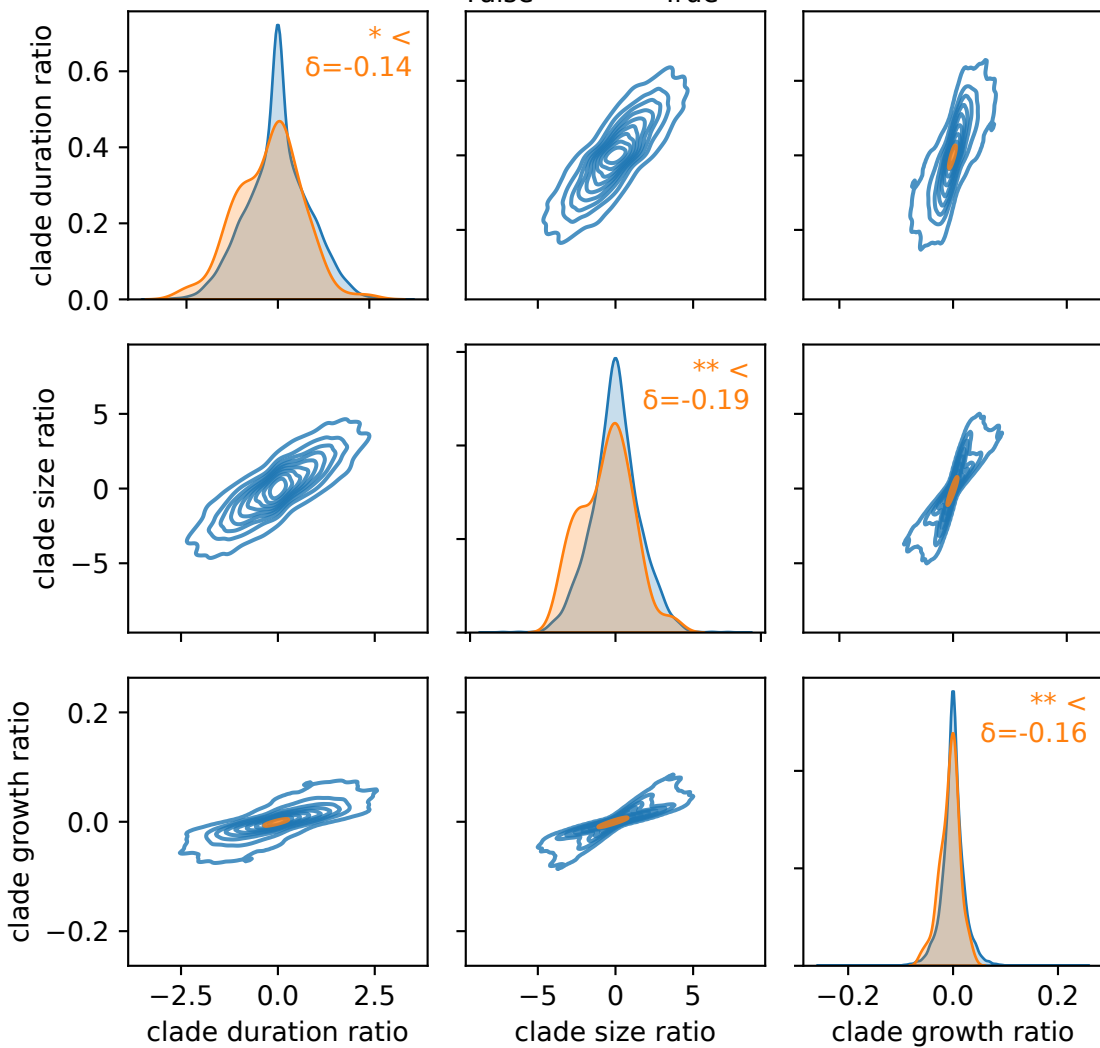 clade duration ratio
0.6
0.4
0.2
0.0
* <
δ=-0.14
clade size ratio
5
0
−5
** <
δ=-0.19
clade growth ratio
0.2
0.0
−0.2
** <
δ=-0.16
−2.5 0.0 2.5
−5 0 5
−0.2 0.0 0.2
clade duration ratio
clade size ratio
clade growth ratio